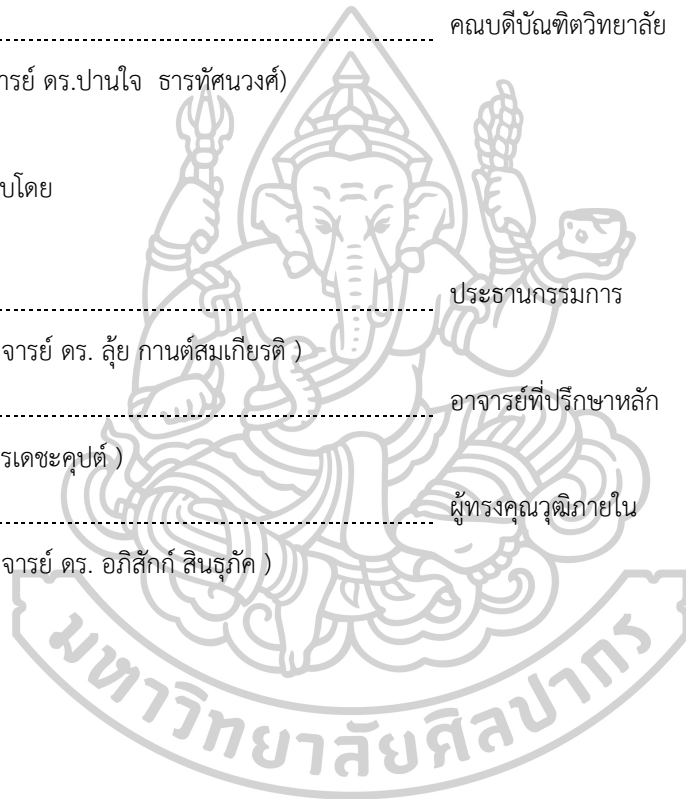 คณบดีบัณฑิตวิทยาลัย
ารย์ ดร.ปานใจ ธารทัศนวงศ์)
บโดย
ประธานกรรมการ
จารย์ ดร. ลุ้ย กานต์สมเกียรติ )
อาจารย์ที่ปรึกษาหลัก
รเดชะคุปต์ )
ผู้ทรงคุณวุฒิภายใน
จารย์ ดร. อภิสักก์ สินธุภัค )
มหาวิทยาลัยศิลปากร